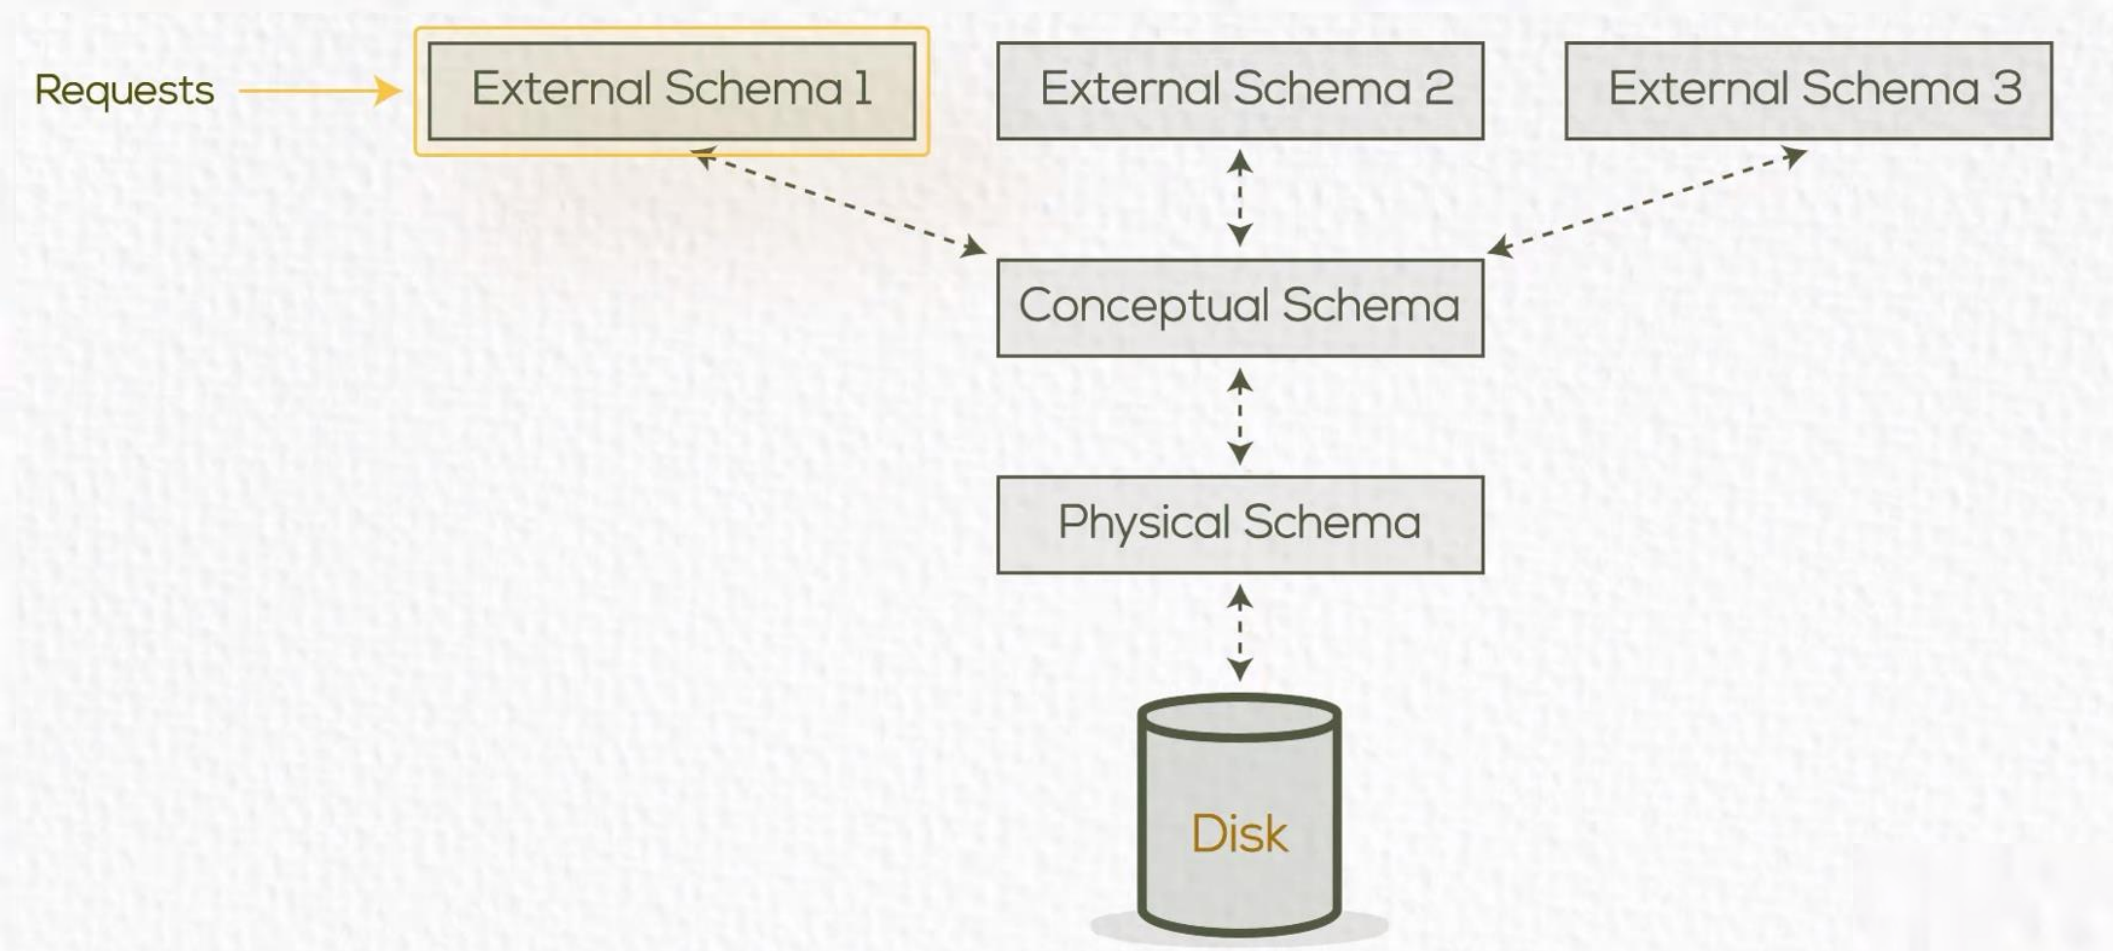 Requests
External Schema 1
External Schema 2
External Schema 3
Conceptual Schema
Physical Schema
Disk